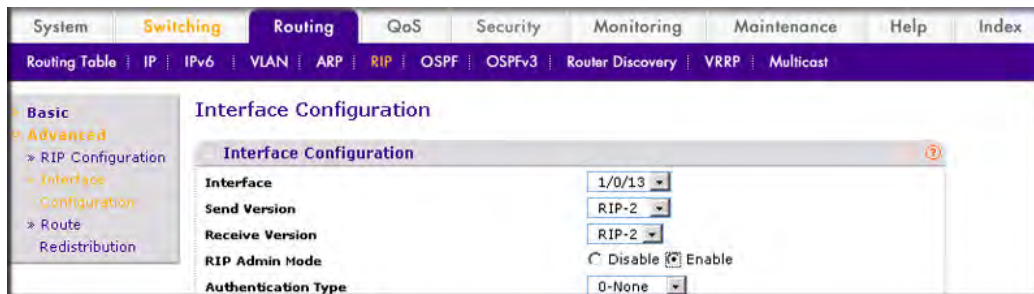 System Switching Routing QoS Security Monitoring Maintenance Help Index
Routing Table IP IPv6 VLAN ARP RIP OSPF OSPFv3 Router Discovery VRRP Multicast
Basic
Advanced
» RIP Configuration
» Interface
Configuration
» Route
Redistribution
Interface Configuration
Interface Configuration ?
Interface 1/0/13
Send Version RIP-2
Receive Version RIP-2
RIP Admin Mode Disable Enable
Authentication Type 0-None